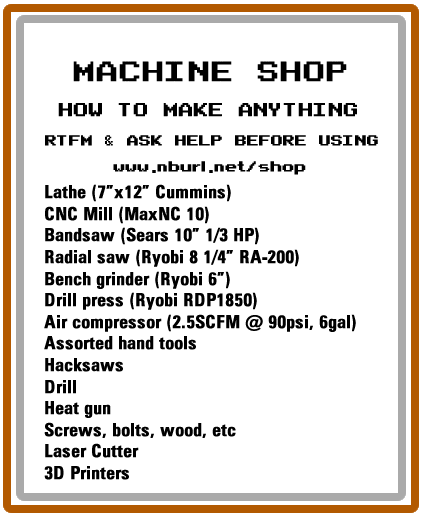 MACHINE SHOP
HOW TO MAKE ANYTHING
RTFM & ASK HELP BEFORE USING
www.nburl.net/shop
Lathe (7"x12" Cummins)
CNC Mill (MaxNC 10)
Bandsaw (Sears 10" 1/3 HP)
Radial saw (Ryobi 8 1/4" RA-200)
Bench grinder (Ryobi 6")
Drill press (Ryobi RDP1850)
Air compressor (2.5SCFM @ 90psi, 6gal)
Assorted hand tools
Hacksaws
Drill
Heat gun
Screws, bolts, wood, etc
Laser Cutter
3D Printers